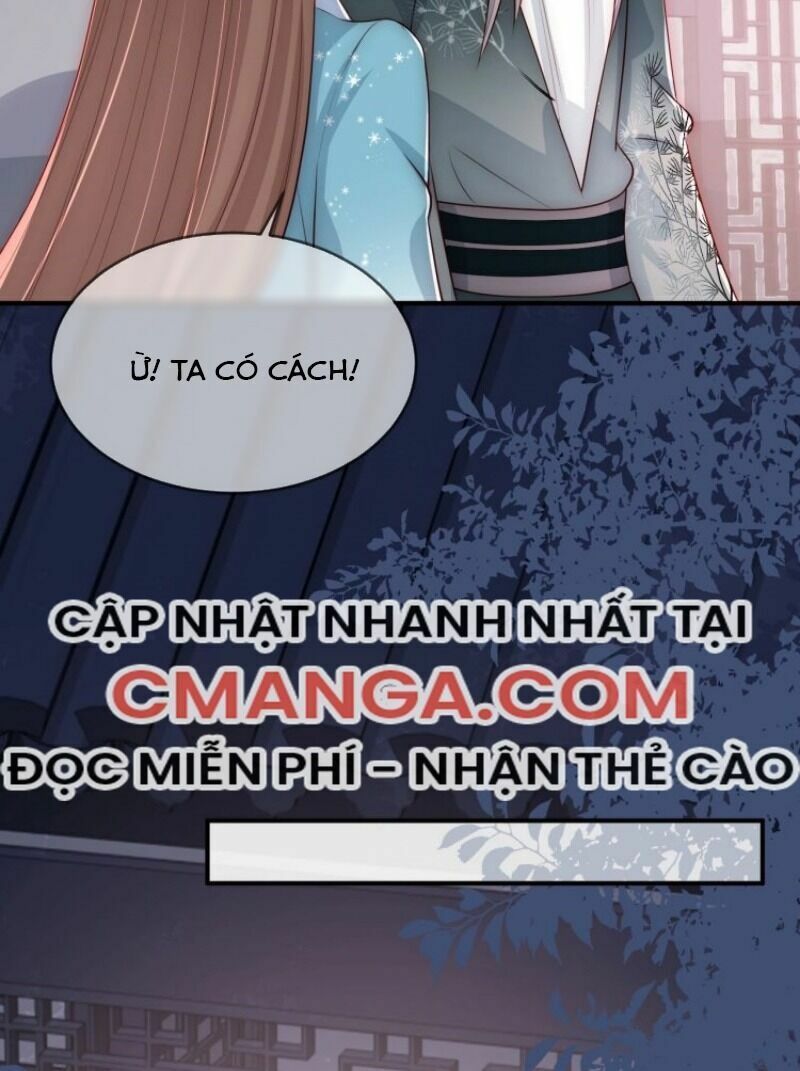 Ừ! TA CÓ CÁCH!
CẬP NHẬT NHANH NHẤT TẠI
CMANGA.COM
ĐỌC MIỄN PHÍ - NHẬN THẺ CÀO